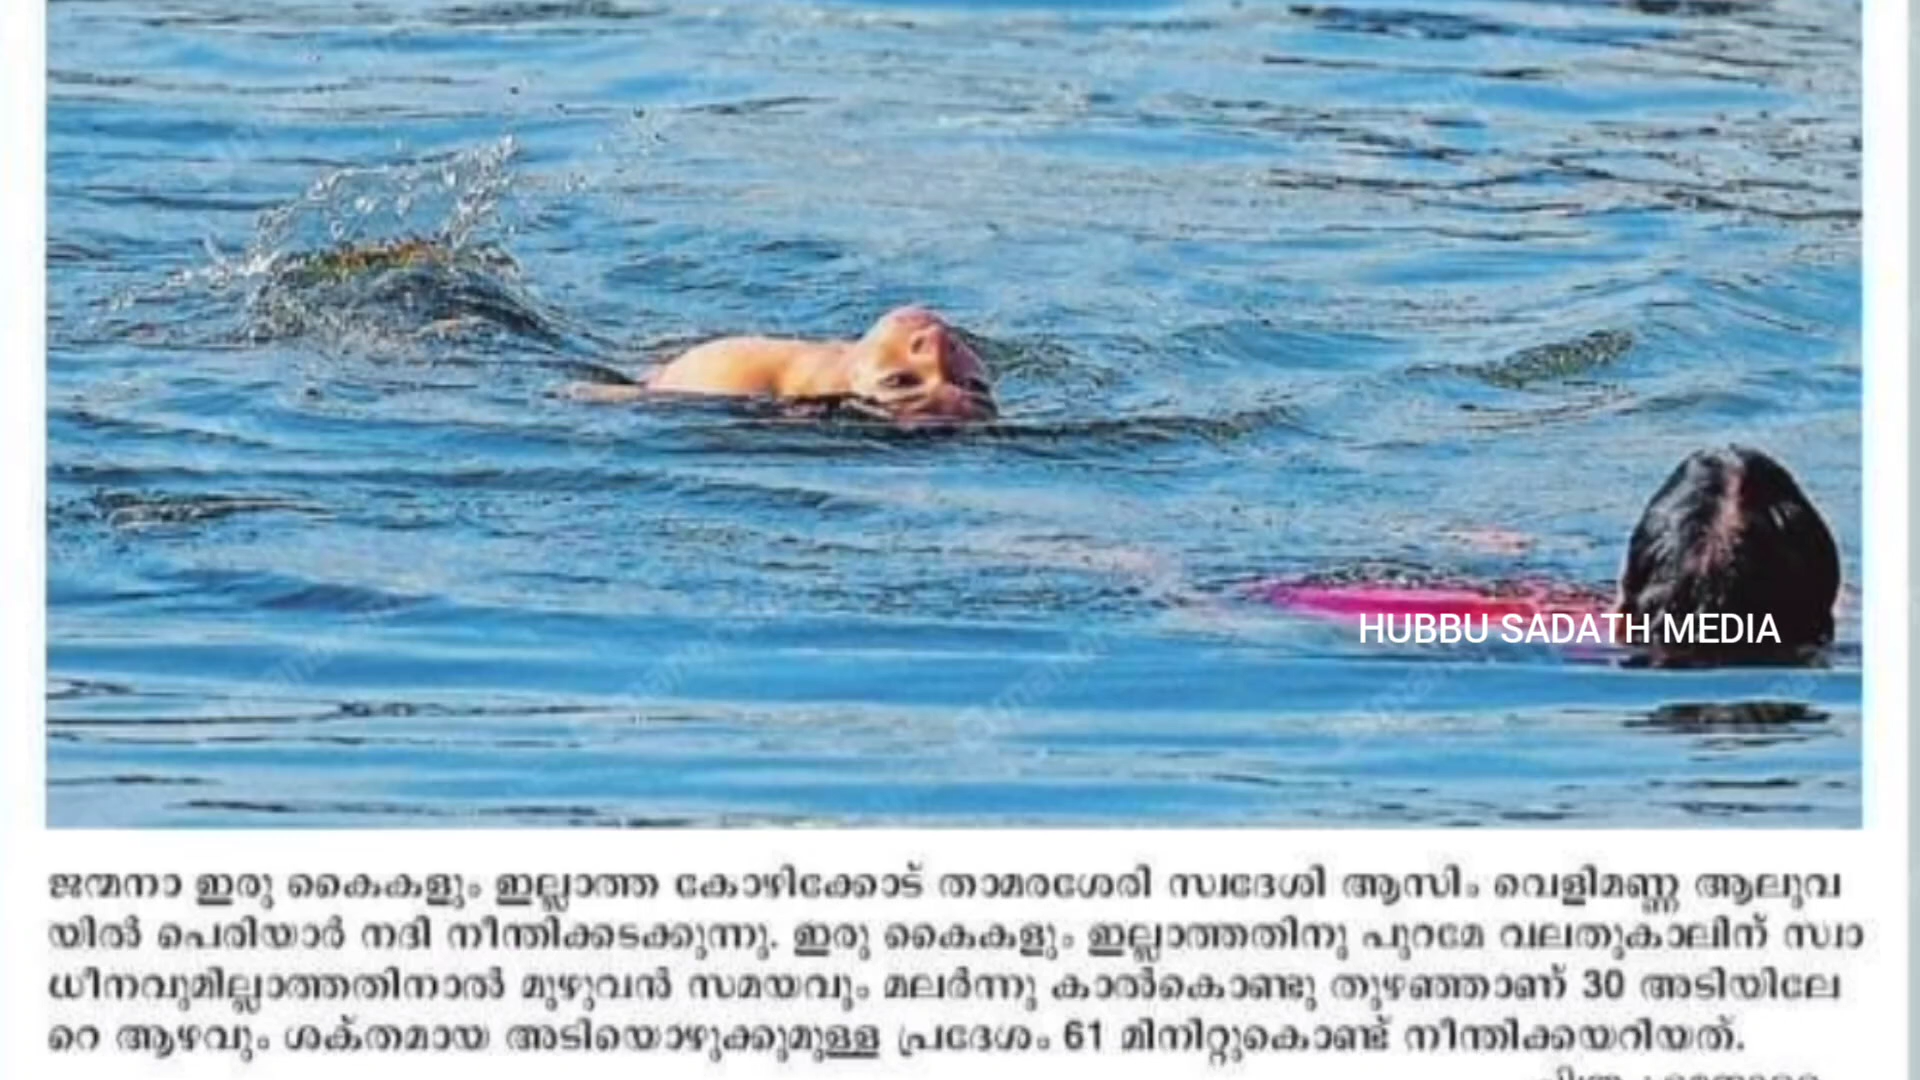 HUBBU SADATH MEDIA
ജന്മനാ ഇരു കൈകളും ഇല്ലാത്ത കോഴിക്കോട് താമരശേരി സ്വദേശി ആസിം വെളിമണ്ണ ആലുവ
യിൽ പെരിയാർ നദി നീന്തിക്കടക്കുന്നു. ഇരു കൈകളും ഇല്ലാത്തതിനു പുറമേ വലതുകാലിന് സ്വാ
ധീനവുമില്ലാത്തതിനാൽ മുഴുവൻ സമയവും മലർന്നു കാൽകൊണ്ടു തുഴഞ്ഞാണ് 30 അടിയിലേ
റെ ആഴവും ശക്തമായ അടിയൊഴുക്കുമുള്ള പ്രദേശം 61 മിനിറ്റുകൊണ്ട് നീന്തിക്കയറിയത്.